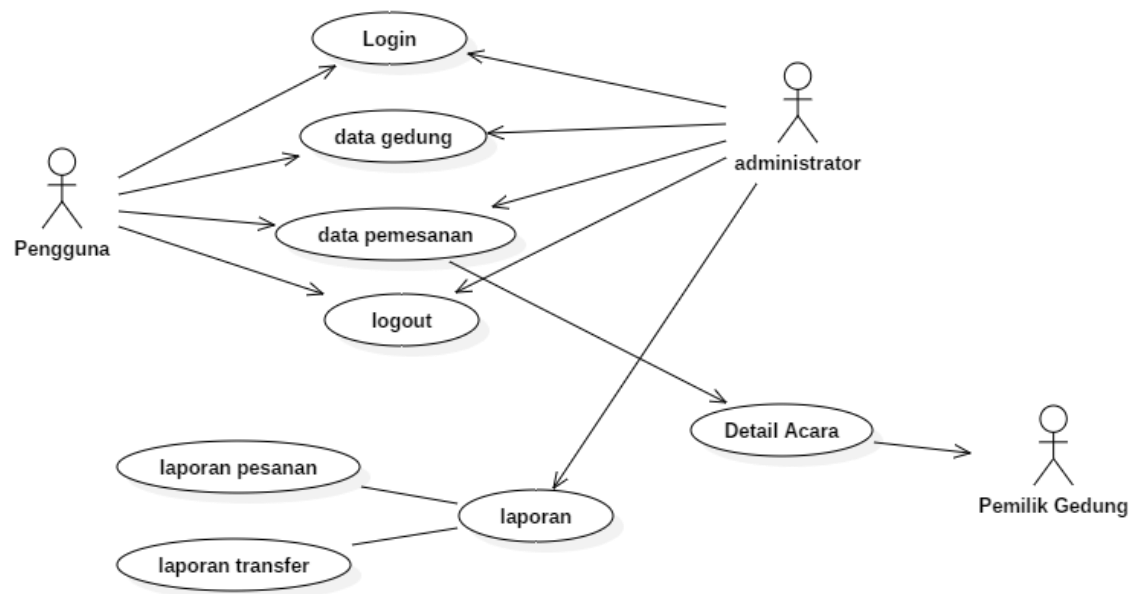 Login
data gedung
administrator
Pengguna
data pemesanan
logout
Detail Acara
laporan pesanan
Pemilik Gedung
laporan
laporan transfer